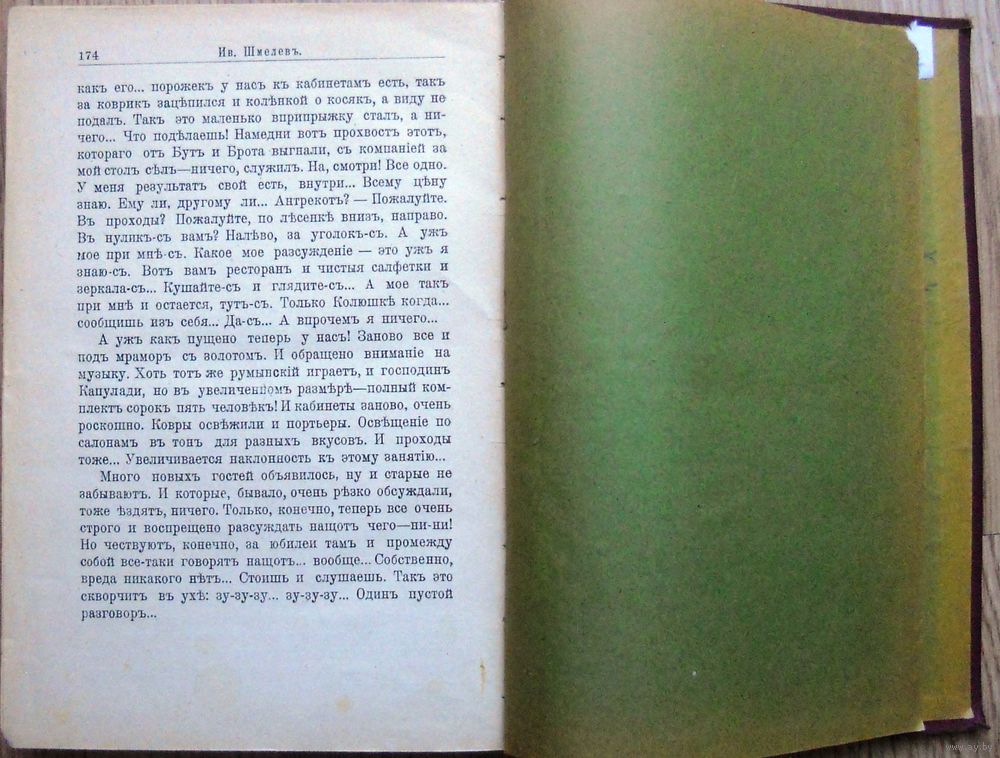 174 Ив. Шмелевъ.
какъ его... порожекъ у насъ къ кабинетамъ есть, такъ
за коврикъ зацѣпился и колѣнкой о косякъ, а виду не
подалъ. Такъ это маленько вприпрыжку сталъ, а ни-
чего... Что подѣлаешь! Намедни вотъ прохвостъ этотъ,
котораго отъ Бутъ и Брота выгнали, съ компаніей за
мой столъ сѣлъ—ничего, служилъ. На, смотри! Все одно.
У меня результатъ свой есть, внутри... Всему цѣну
знаю. Ему ли, другому ли... Антрекотъ? — Пожалуйте.
Въ проходы? Пожалуйте, по лѣсенкѣ внизъ, направо.
Въ нуликъ-съ вамъ? Налѣво, за уголокъ-съ. А ужъ
мое при мнѣ-съ. Какое мое разсужденіе — это ужъ я
знаю-съ. Вотъ вамъ ресторанъ и чистыя салфетки и
зеркала-съ... Кушайте-съ и глядите-съ... А мое такъ
при мнѣ и остается, тутъ-съ. Только Колюшкѣ когда...
сообщишь изъ себя... Да-съ... А впрочемъ я ничего...
А ужъ какъ пущено теперь у насъ! Заново все и
подъ мраморъ съ золотомъ. И обращено вниманіе на
музыку. Хоть тотъ же румынскій играетъ, и господинъ
Капулади, но въ увеличенномъ размѣрѣ—полный ком-
плектъ сорокъ пять человѣкъ! И кабинеты заново, очень
роскошно. Ковры освѣжили и портьеры. Освѣщеніе по
салонамъ въ тонъ для разныхъ вкусовъ. И проходы
тоже... Увеличивается наклонность къ этому занятію...
Много новыхъ гостей объявилось, ну и старые не
забываютъ. И которые, бывало, очень рѣзко обсуждали,
тоже ѣздятъ, ничего. Только, конечно, теперь все очень
строго и воспрещено разсуждать нащотъ чего—ни-ни!
Но чествуютъ, конечно, за юбилеи тамъ и промежду
собой все-таки говорятъ нащотъ... вообще... Собственно,
вреда никакого нѣтъ... Стоишь и слушаешь. Такъ это
скворчитъ въ ухѣ: зу-зу-зу... зу-зу-зу... Одинъ пустой
разговоръ...
www.ay.by